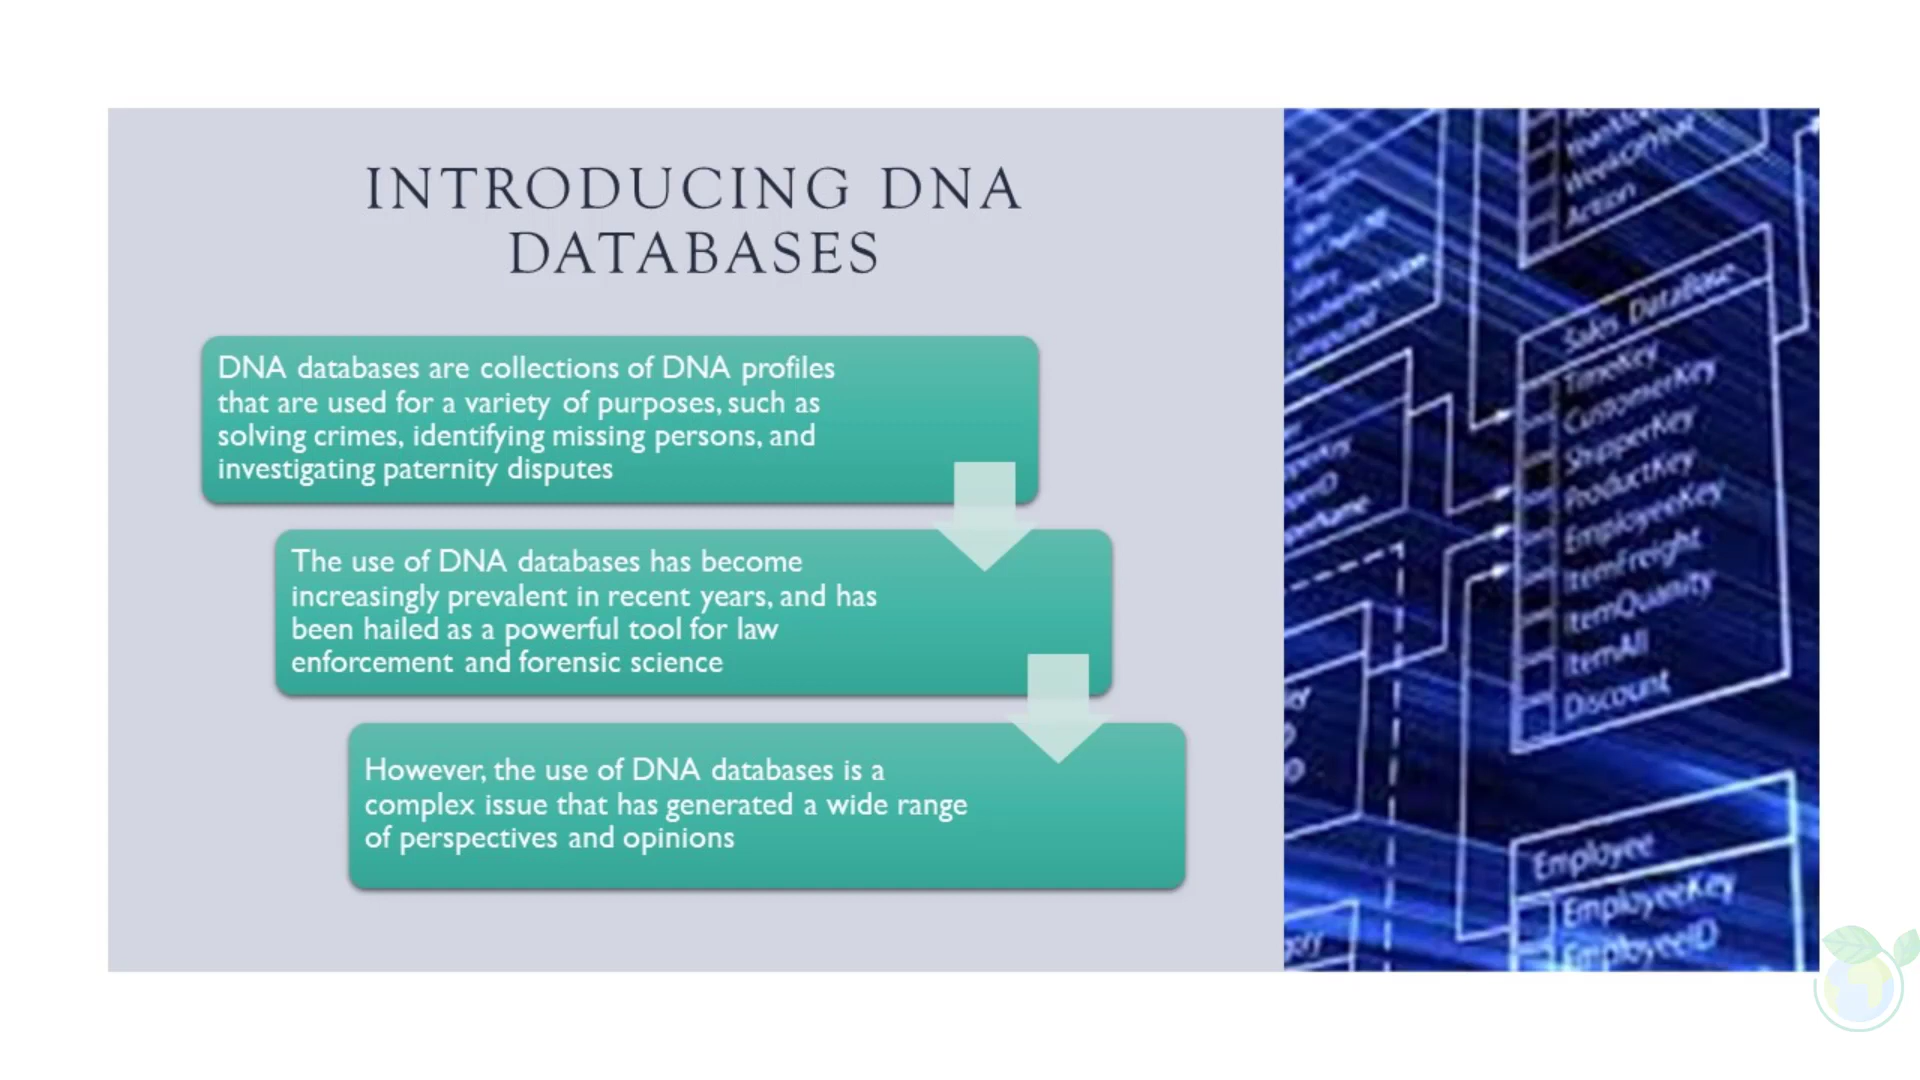 INTRODUCING DNA
DATABASES
DNA databases are collections of DNA profiles
that are used for a variety of purposes, such as
solving crimes, identifying missing persons, and
investigating paternity disputes
The use of DNA databases has become
increasingly prevalent in recent years, and has
been hailed as a powerful tool for law
enforcement and forensic science
However, the use of DNA databases is a
complex issue that has generated a wide range
of perspectives and opinions
Action
Sales DataBase
TimeKey
CustomerKey
ShipperKey
ProductKey
EmployeeKey
ItemFreight
ItemQuanity
ItemAll
Discount
Employee
EmployeeKey
EmployeeID